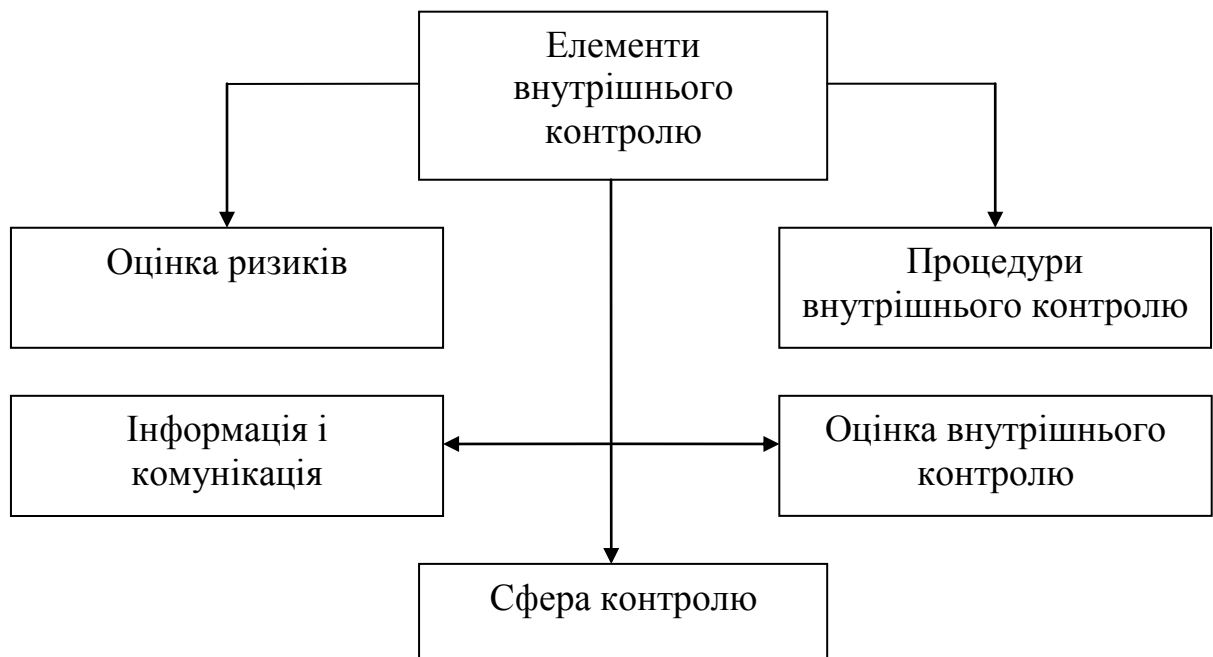 Елементи
внутрішнього
контролю
Оцінка ризиків
Процедури
внутрішнього контролю
Інформація і
комунікація
Оцінка внутрішнього
контролю
Сфера контролю